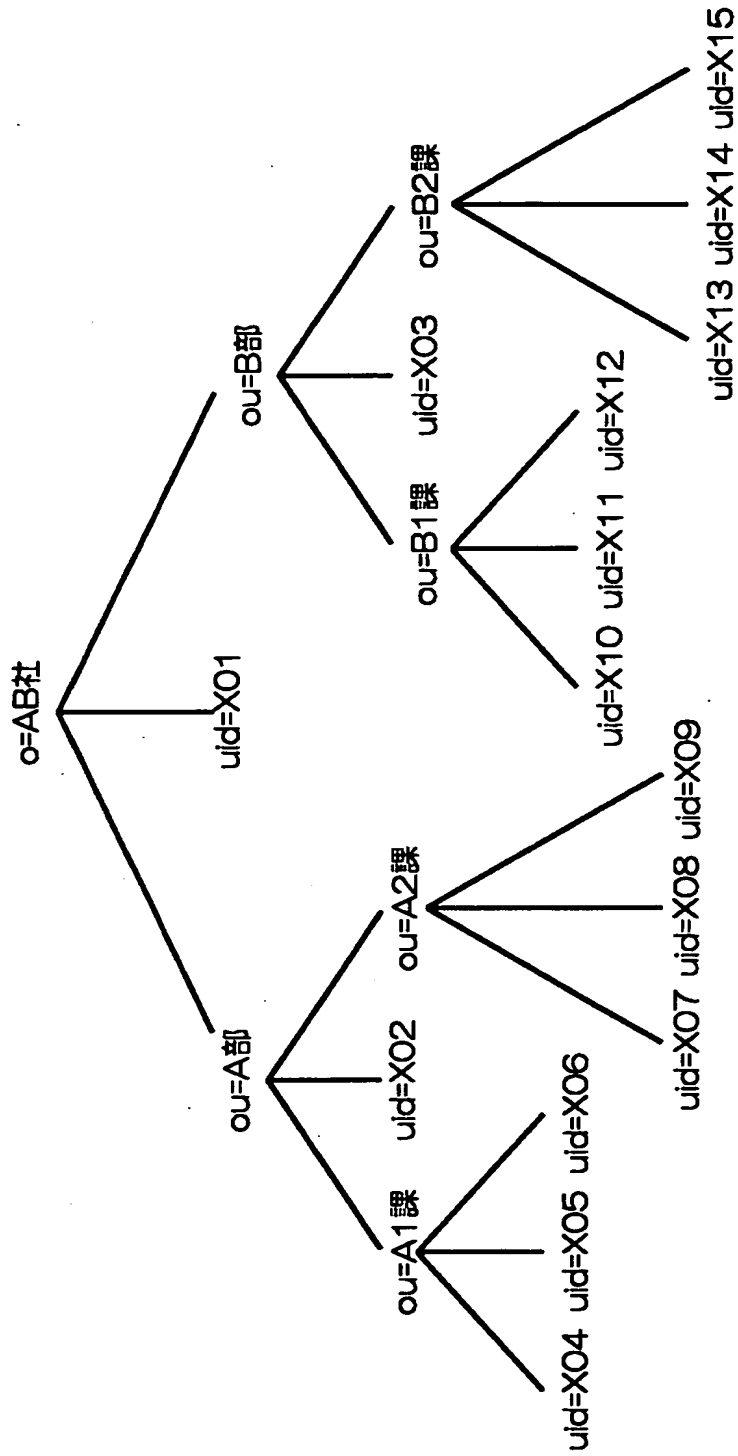 o=AB社
ou=A部
uid=X01
ou=B部
ou=A1課
uid=X02
ou=A2課
ou=B1課
uid=X03
ou=B2課
uid=X04 uid=X05 uid=X06
uid=X07 uid=X08 uid=X09
uid=X10 uid=X11 uid=X12
uid=X13 uid=X14 uid=X15